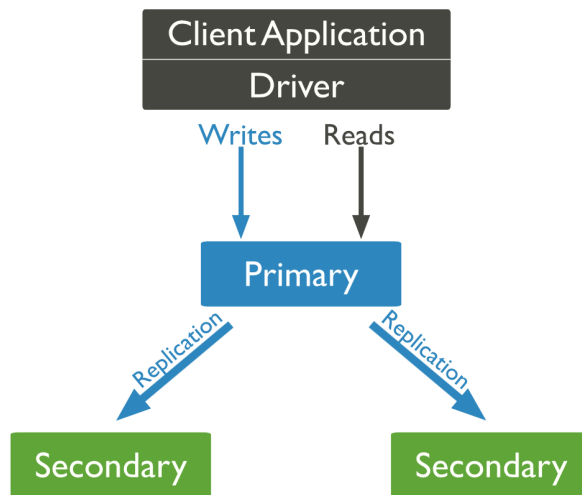 Client Application
Driver
Writes
Reads
Primary
Replication
Replication
Secondary
Secondary